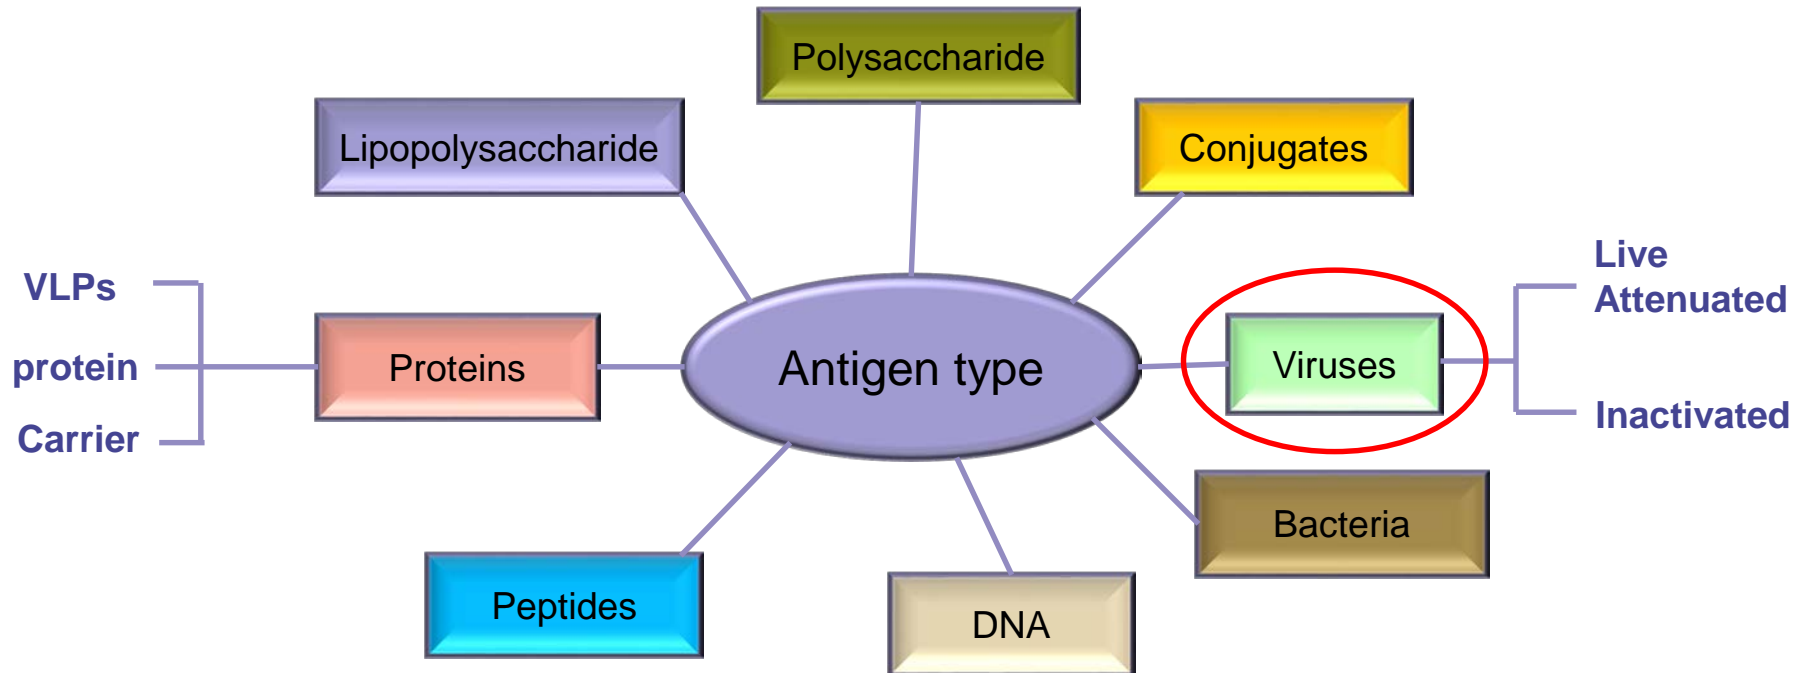 Polysaccharide
Lipopolysaccharide
Conjugates
VLPs
protein
Carrier
Proteins
Antigen type
Viruses
Live
Attenuated
Inactivated
Bacteria
Peptides
DNA